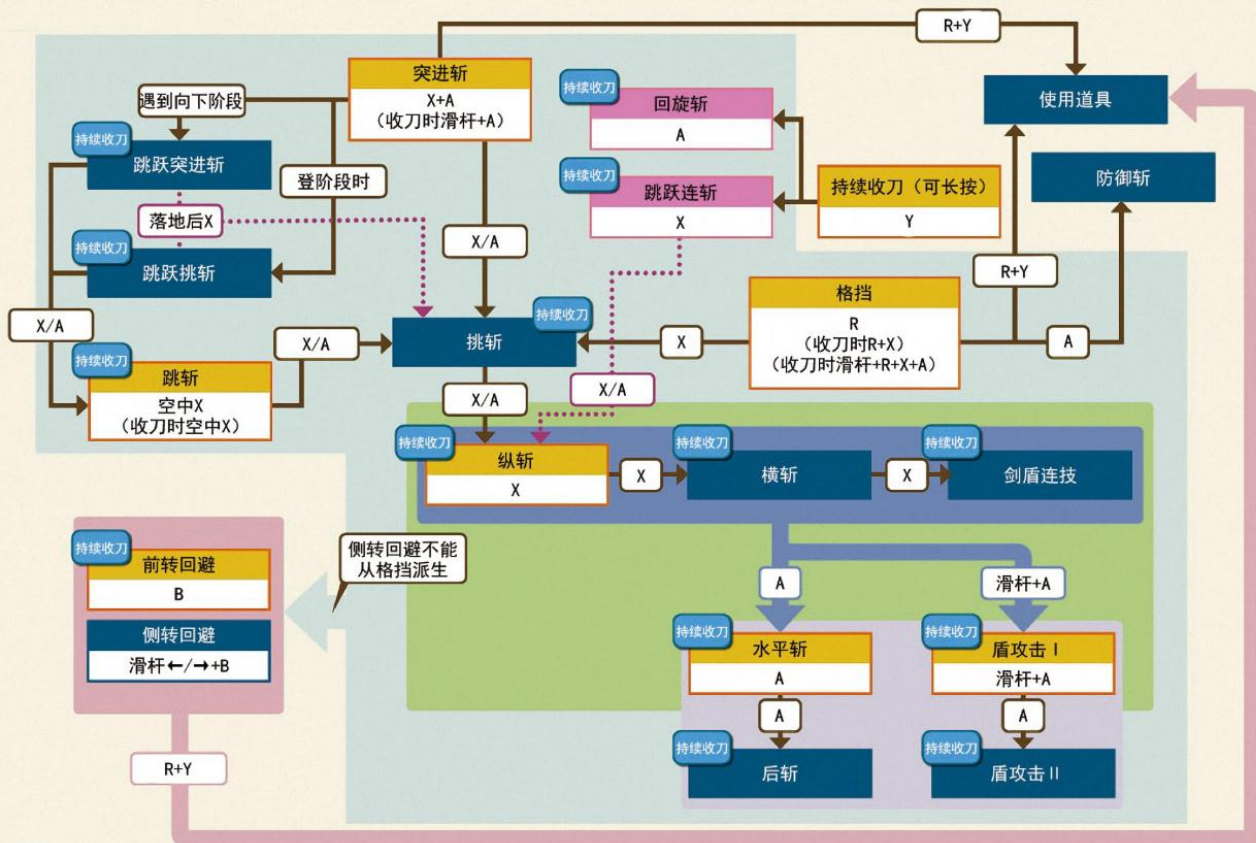 R+Y
突进斩
X+A
(收刀时滑杆+A)
遇到向下阶段
持续收刀
跳跃突进斩
登阶段时
落地后X
持续收刀
跳跃挑斩
X/A
X/A
持续收刀
回旋斩
A
持续收刀
跳跃连斩
X
持续收刀（可长按）
Y
使用道具
防御斩
R+Y
格挡
R
(收刀时R+X)
(收刀时滑杆+R+X+A)
A
X
持续收刀
挑斩
X/A
持续收刀
跳斩
空中X
(收刀时空中X)
X/A
X/A
持续收刀
纵斩
X
X
持续收刀
横斩
X
持续收刀
剑盾连技
侧转回避不能
从格挡派生
持续收刀
前转回避
B
侧转回避
滑杆←/→+B
R+Y
A
滑杆+A
持续收刀
水平斩
A
A
持续收刀
后斩
持续收刀
盾攻击I
滑杆+A
A
持续收刀
盾攻击II